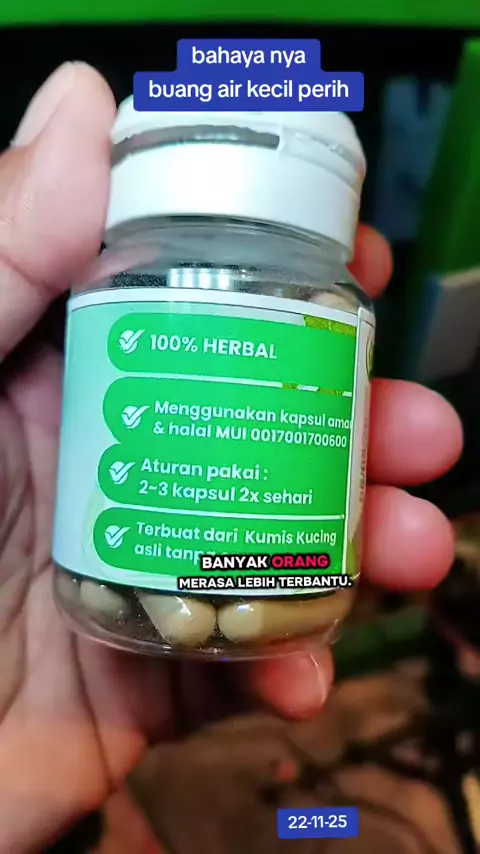 bahaya nya
buang air kecil perih
100% HERBAL
Menggunakan kapsul aman
& halal MUI 0017001700600
Aturan pakai :
2~3 kapsul 2x sehari
Terbuat dari Kumis Kucing
asli
BANYAK ORANG
MERASA LEBIH TERBANTU.
22-11-25